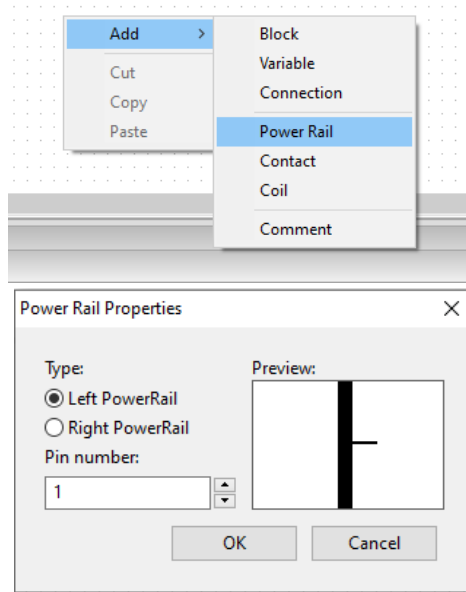 Add >
Cut
Copy
Paste
Block
Variable
Connection
Power Rail
Contact
Coil
Comment
Power Rail Properties
Type:
Left PowerRail
Right PowerRail
Pin number:
1
Preview:
OK Cancel